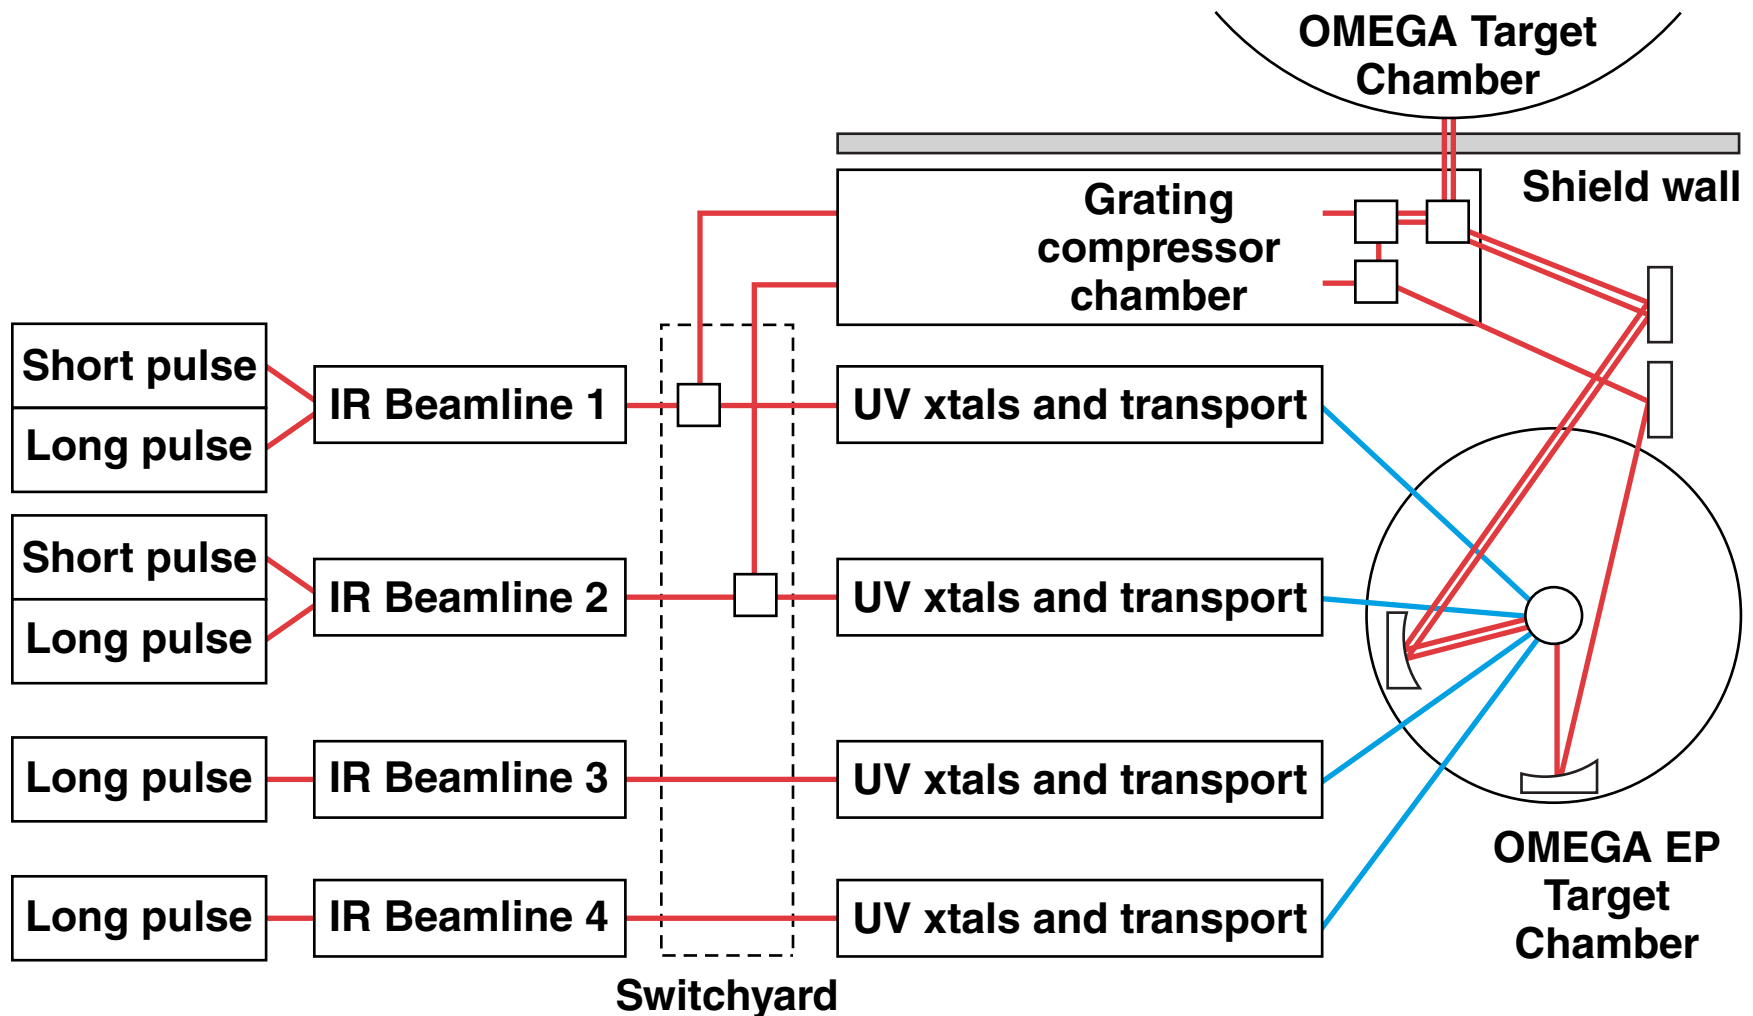 OMEGA Target
Chamber
Shield wall
Grating
compressor
chamber
Short pulse
Long pulse
IR Beamline 1
UV xtals and transport
Short pulse
Long pulse
IR Beamline 2
UV xtals and transport
Long pulse
IR Beamline 3
UV xtals and transport
Long pulse
IR Beamline 4
UV xtals and transport
OMEGA EP
Target
Chamber
Switchyard